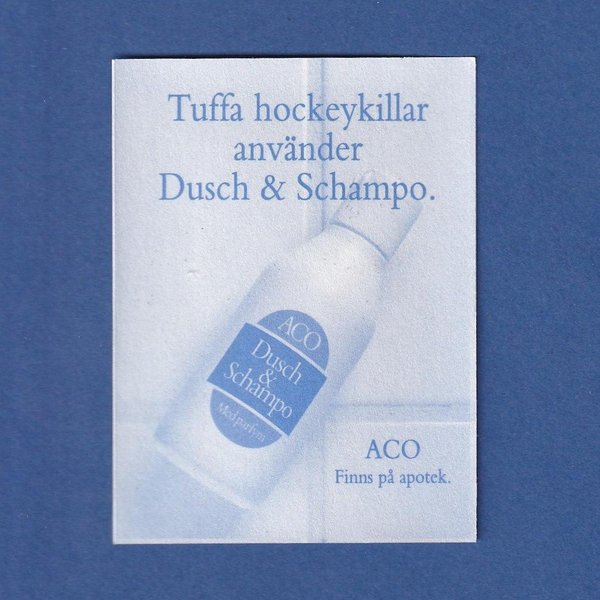 Tuffa hockeykillar
använder
Dusch & Schampo.
ACO
Dusch
&
Schampo
Med parfym
ACO
Finns på apotek.